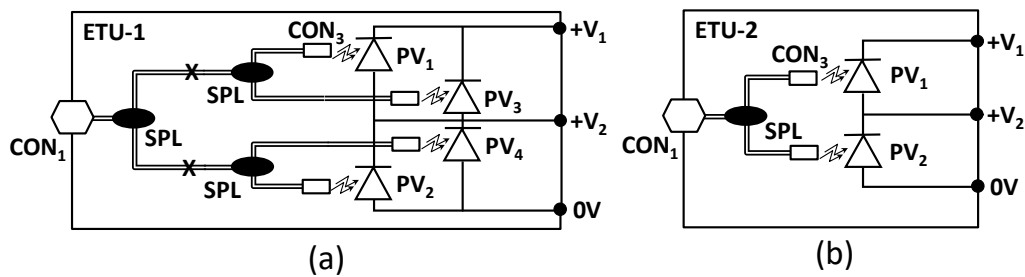 ETU-1
CON₃
+V₁
PV₁
X
SPL
PV₃
SPL
+V₂
CON₁
PV₄
X
SPL
PV₂
0V
(a)
ETU-2
CON₃
+V₁
PV₁
+V₂
SPL
CON₁
PV₂
0V
(b)